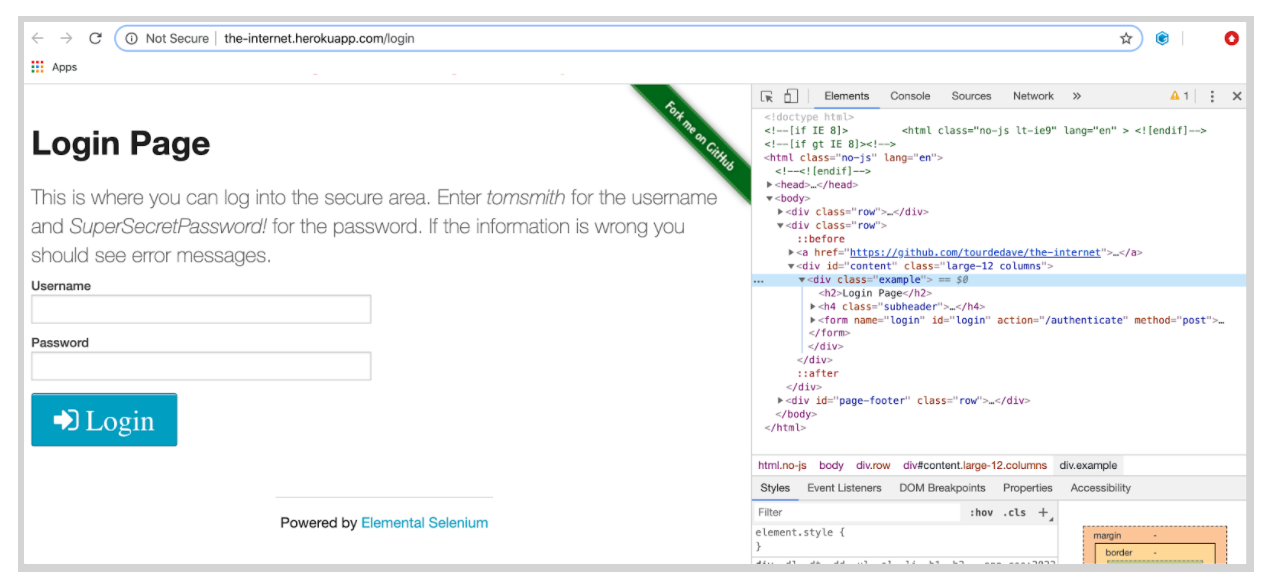 Not Secure | the-internet.herokuapp.com/login
Apps
Fork me on GitHub
Login Page
This is where you can log into the secure area. Enter tomsmith for the username
and SuperSecretPassword! for the password. If the information is wrong you
should see error messages.
Username
Password
Login
Powered by Elemental Selenium
Elements Console Sources Network » 1
<!doctype html>
<!--[if IE 8]> <html class="no-js lt-ie9" lang="en" > <![endif]-->
<!--[if gt IE 8]><!-->
<html class="no-js" lang="en">
<!--<![endif]-->
<head>…</head>
<body>
<div class="row">…</div>
<div class="row">
::before
<a href="https://github.com/tourdedave/the-internet">…</a>
<div id="content" class="large-12 columns">
... <div class="example"> == $0
<h2>Login Page</h2>
<h4 class="subheader">…</h4>
<form name="login" id="login" action="/authenticate" method="post">…
</form>
</div>
</div>
::after
</div>
<div id="page-footer" class="row">…</div>
</body>
</html>
html.no-js body div.row div#content.large-12.columns div.example
Styles Event Listeners DOM Breakpoints Properties Accessibility
Filter :hov .cls +
element.style {
}
margin -
border -